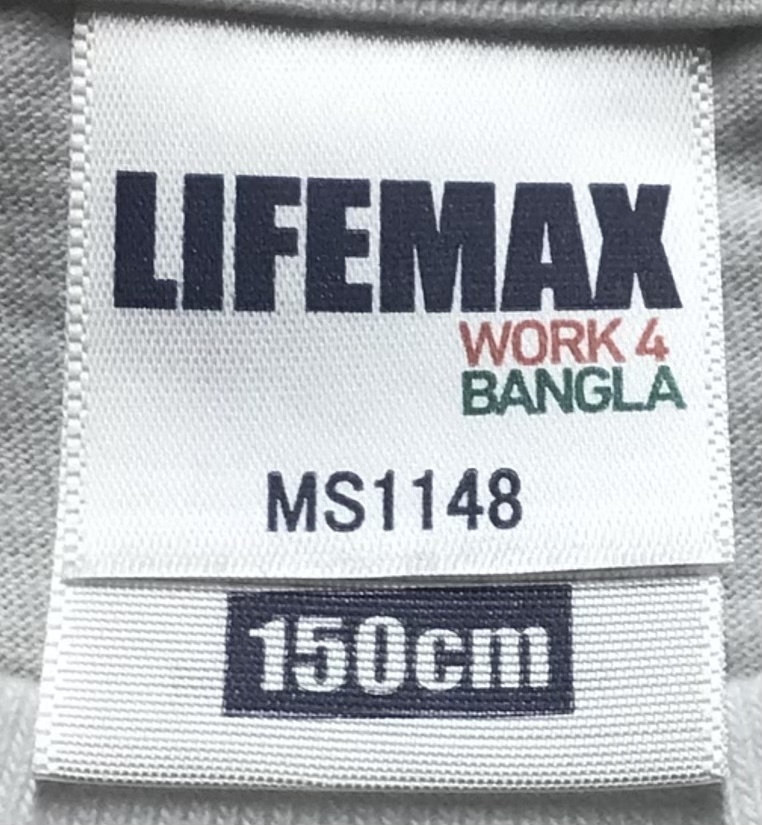 LIFEMAX
WORK 4
BANGLA
MS1148
150cm